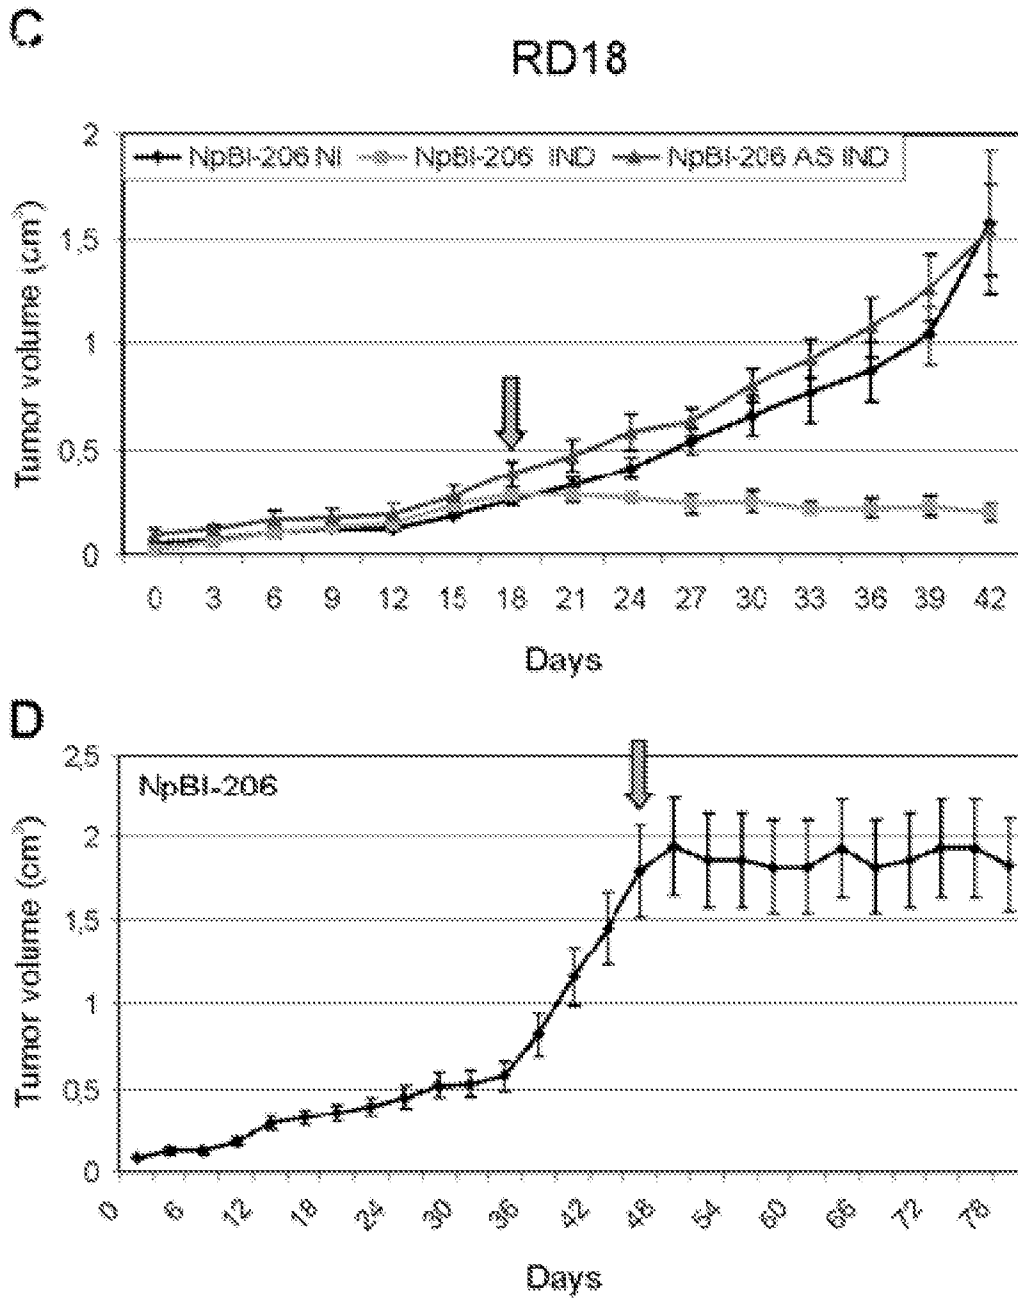 C
RD18
NpBI-206 NI NpBI-206 IND NpBI-206 AS IND
2
1,5
1
0,5
0
Tumor volume (cm³)
0 3 6 9 12 15 18 21 24 27 30 33 36 39 42
Days
D
NpBI-206
2,5
2
1,5
1
0,5
0
Tumor volume (cm³)
0 6 12 18 24 30 36 42 48 54 60 66 72 78
Days